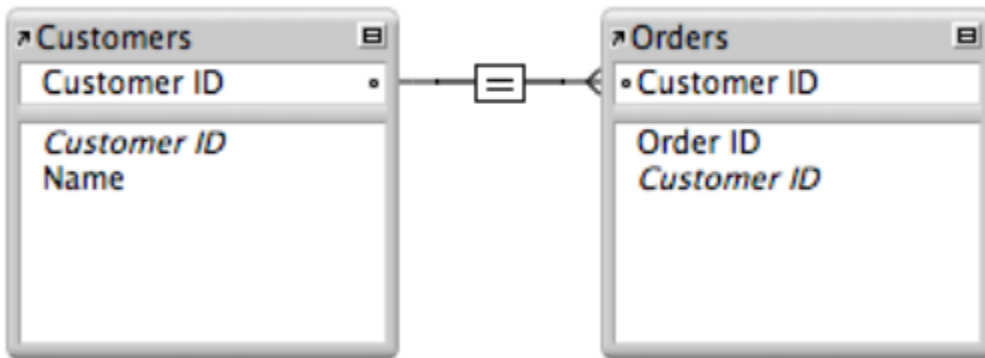 Customers
Customer ID
Customer ID
Name
=
Orders
Customer ID
Order ID
Customer ID